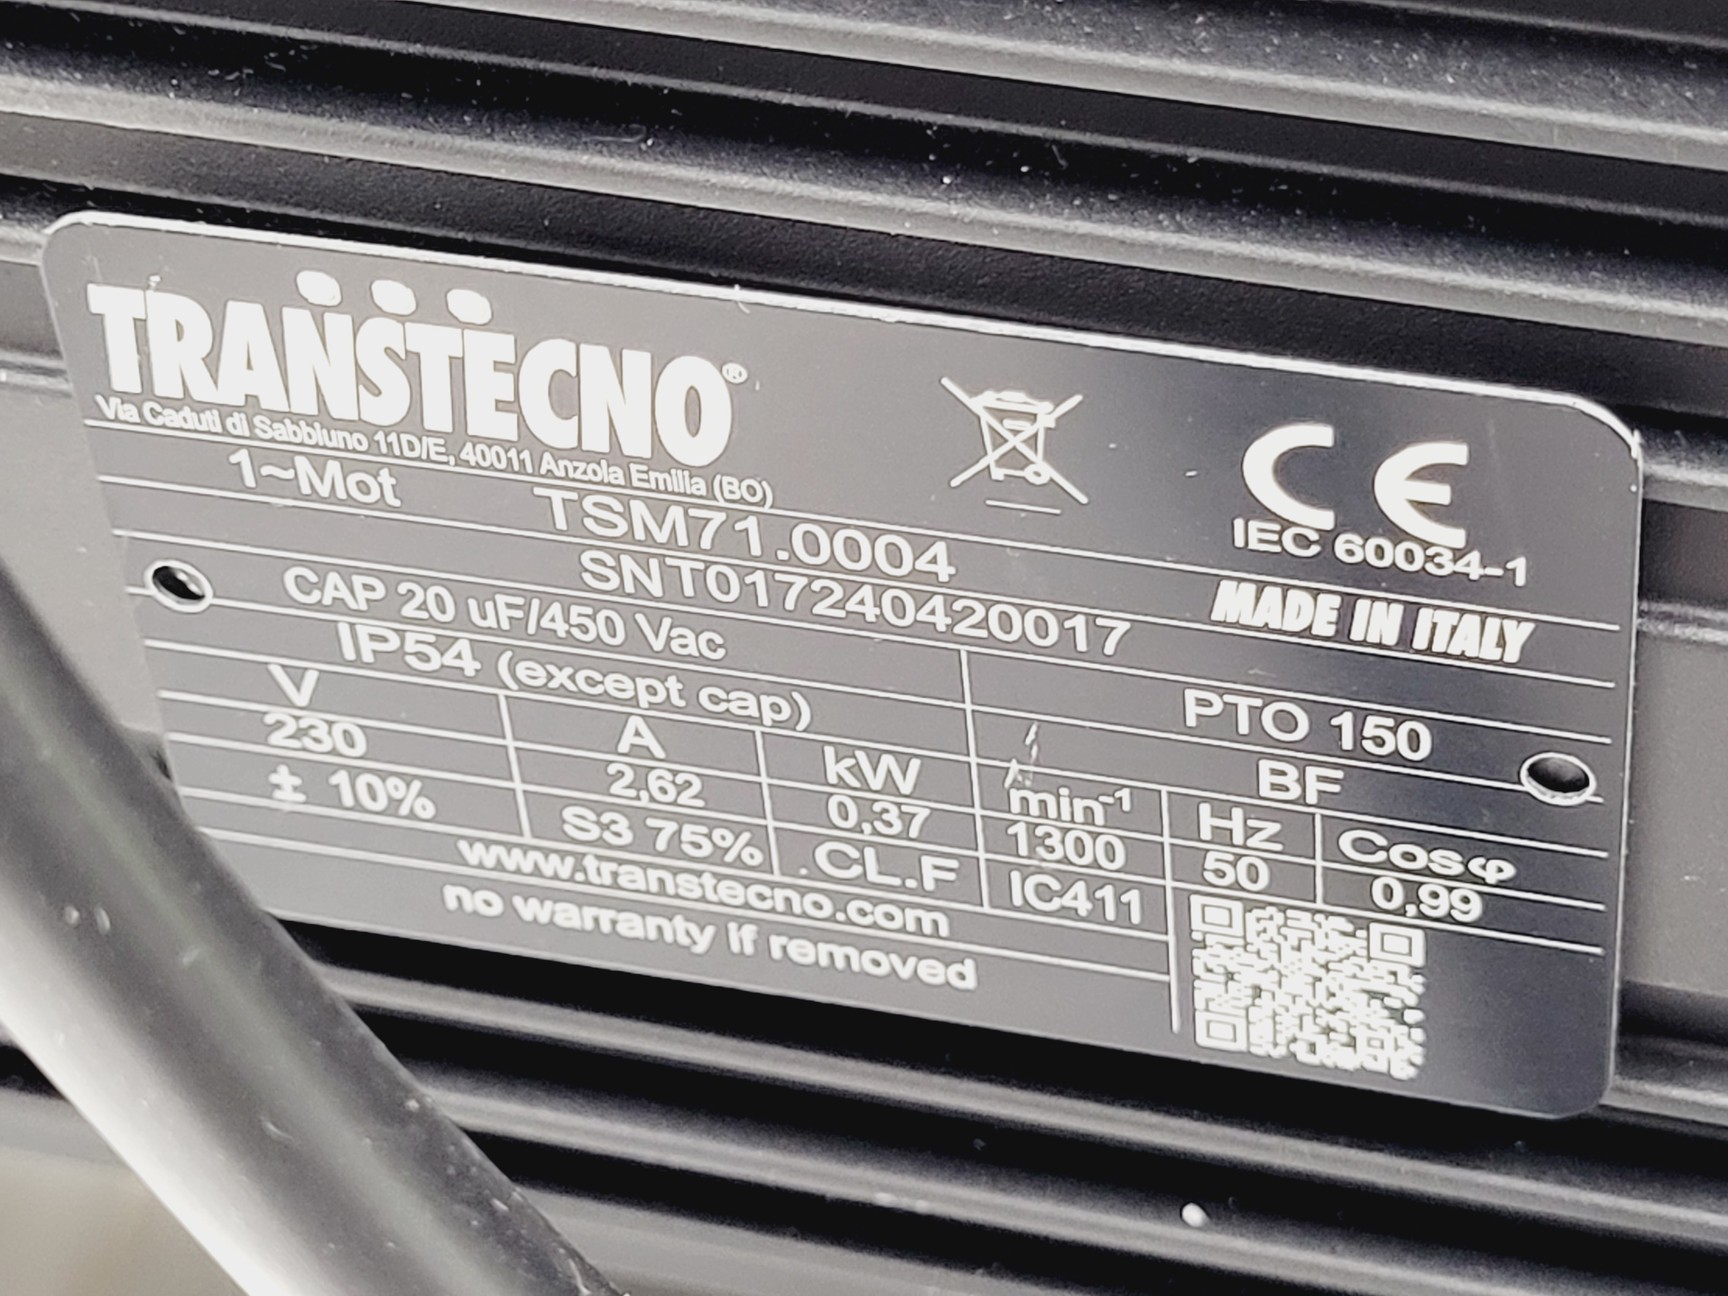 TRANSTECNO®
Via Caduti di Sabbiuno 11D/E, 40011 Anzola Emilia (BO)
CE
IEC 60034-1
1~Mot TSM71.0004
SNT017240420017 MADE IN ITALY
CAP 20 uF/450 Vac PTO 150
IP54 (except cap) BF
V A kW min-1 Hz Cosφ
230 2,62 0,37 1300 50 0,99
± 10% S3 75% .CL.F IC411
www.transtecno.com
no warranty if removed